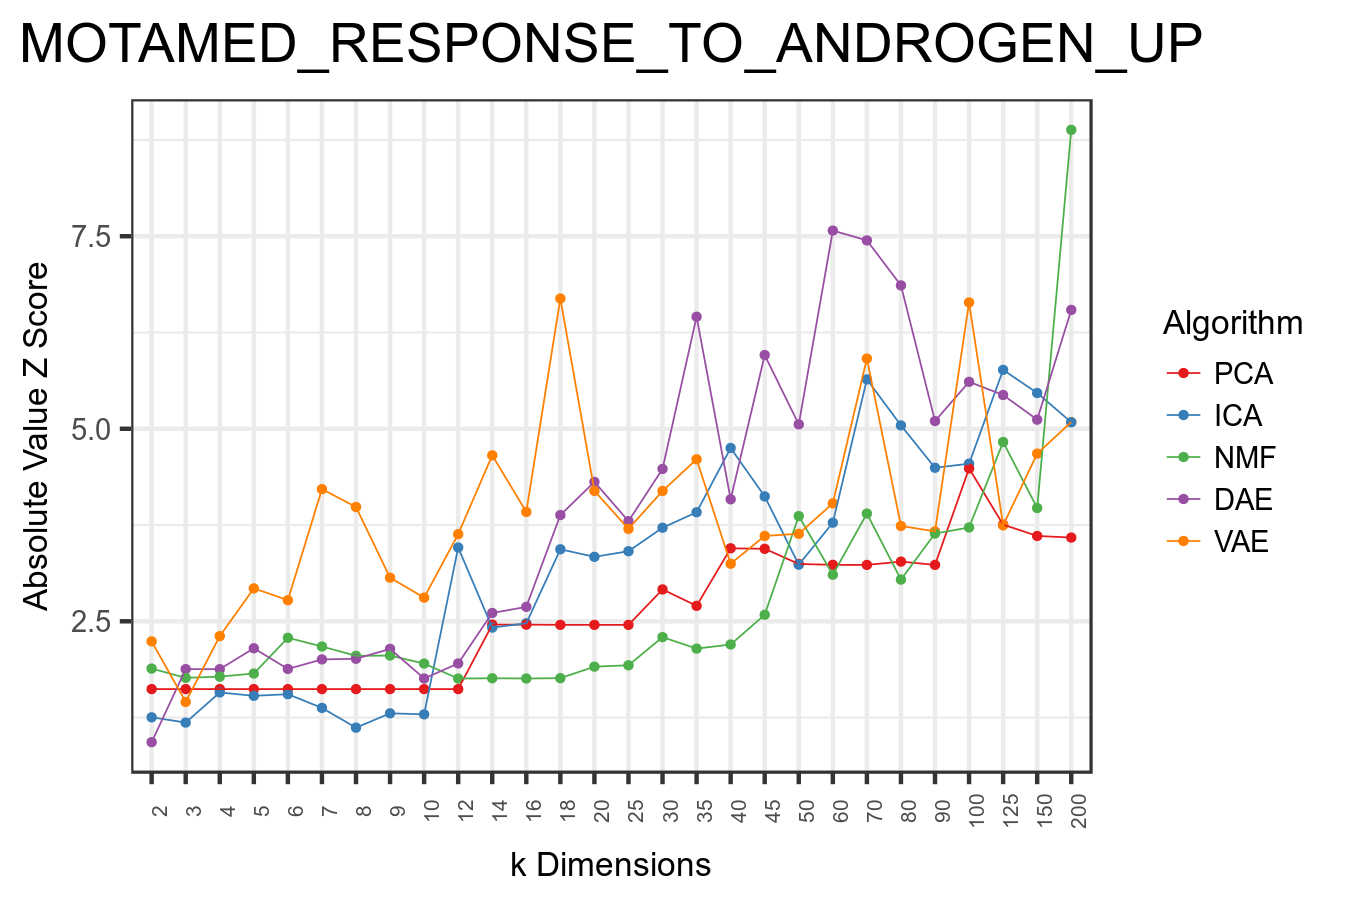 MOTAMED_RESPONSE_TO_ANDROGEN_UP
Absolute Value Z Score
7.5
5.0
2.5
2 3 4 5 6 7 8 9 10 12 14 16 18 20 25 30 35 40 45 50 60 70 80 90 100 125 150 200
k Dimensions
Algorithm
PCA
ICA
NMF
DAE
VAE